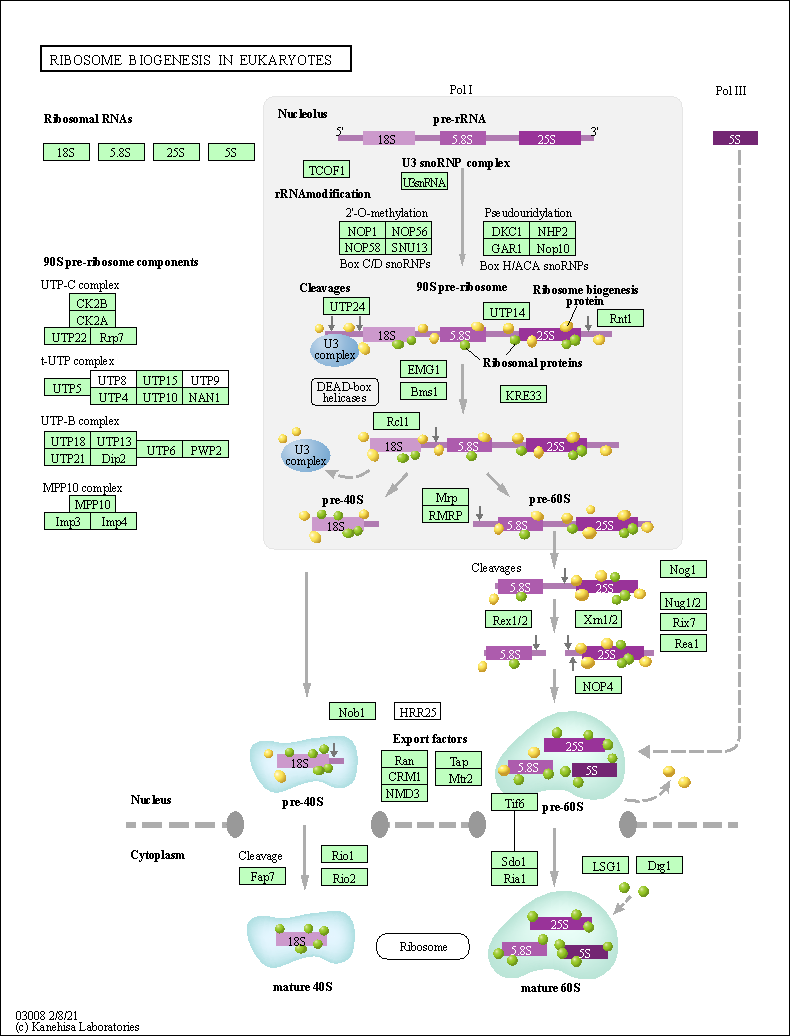 RIBOSOME BIOGENESIS IN EUKARYOTES
Pol I
Pol III
Ribosomal RNAs
18S
5.8S
25S
5S
Nucleolus
pre-rRNA
5'
3'
18S
5.8S
25S
5S
TCOF1
U3 snoRNP complex
U3snRNA
rRNA modification
2'-O-methylation
NOP1
NOP56
NOP58
SNU13
Box C/D snoRNPs
Pseudouridylation
DKC1
NHP2
GAR1
Nop10
Box H/ACA snoRNPs
90S pre-ribosome components
UTP-C complex
CK2B
CK2A
UTP22
Rrp7
t-UTP complex
UTP5
UTP8
UTP15
UTP9
UTP4
UTP10
NAN1
UTP-B complex
UTP18
UTP13
UTP21
Dip2
UTP6
PWP2
MPP10 complex
MPP10
Imp3
Imp4
Cleavages
UTP24
90S pre-ribosome
UTP14
Ribosome biogenesis
protein
Rnt1
18S
5.8S
25S
U3
complex
Ribosomal proteins
DEAD-box
helicases
EMG1
Bms1
KRE33
Rcl1
U3
complex
18S
5.8S
25S
pre-40S
Mrp
RMRP
pre-60S
18S
5.8S
25S
Cleavages
5.8S
25S
Nog1
Nug1/2
Rix7
Rea1
Rex1/2
Xrn1/2
5.8S
25S
NOP4
Nob1
HRR25
Export factors
Ran
CRM1
NMD3
Tap
Mtr2
18S
pre-40S
25S
5.8S
5S
Tif6
pre-60S
Nucleus
Cytoplasm
Cleavage
Fap7
Rio1
Rio2
Sdo1
Ria1
LSG1
Drg1
18S
mature 40S
Ribosome
25S
5.8S
5S
mature 60S
03008 2/8/21
(c) Kanehisa Laboratories